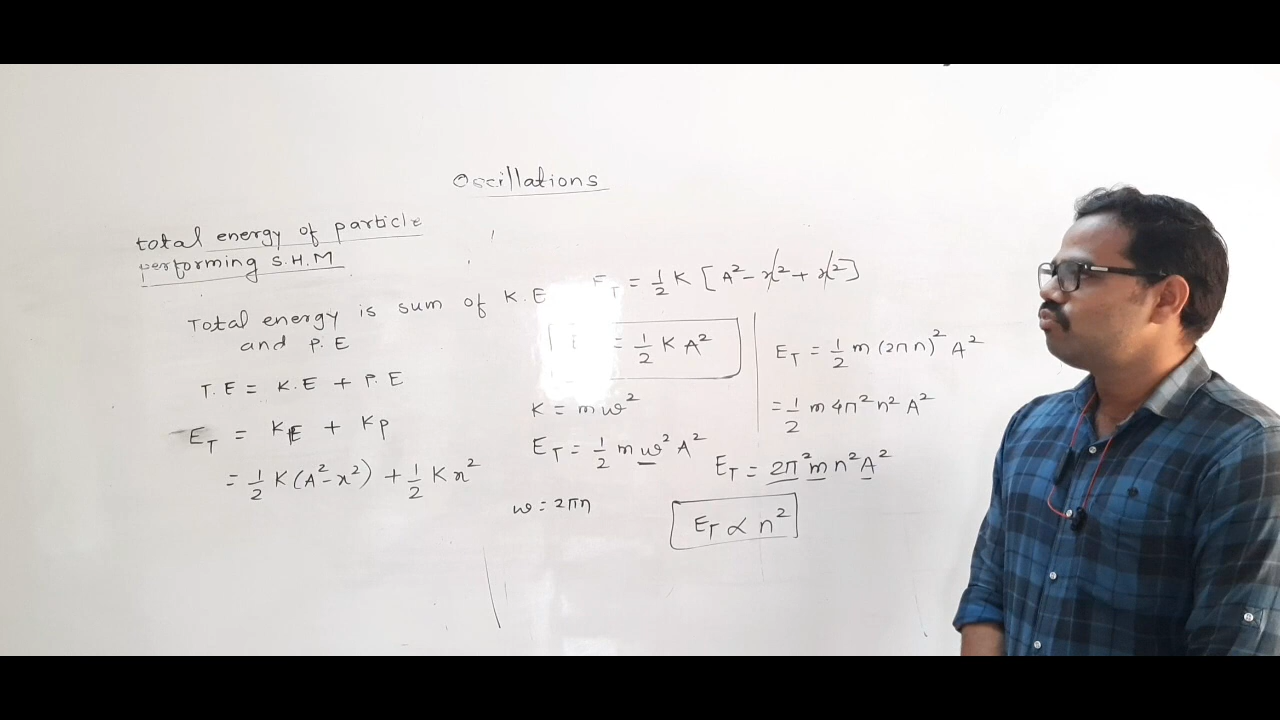 Oscillations
total energy of particle
performing S.H.M
Total energy is sum of K.E
and P.E
T.E = K.E + P.E
E_T = K_E + K_P
= 1/2 K (A² - x²) + 1/2 K x²
E_T = 1/2 K [A² - x² + x²]
= 1/2 K A²
K = mω²
E_T = 1/2 m ω² A²
ω = 2πn
E_T = 1/2 m (2πn)² A²
= 1/2 m 4π² n² A²
E_T = 2π² m n² A²
E_T ∝ n²